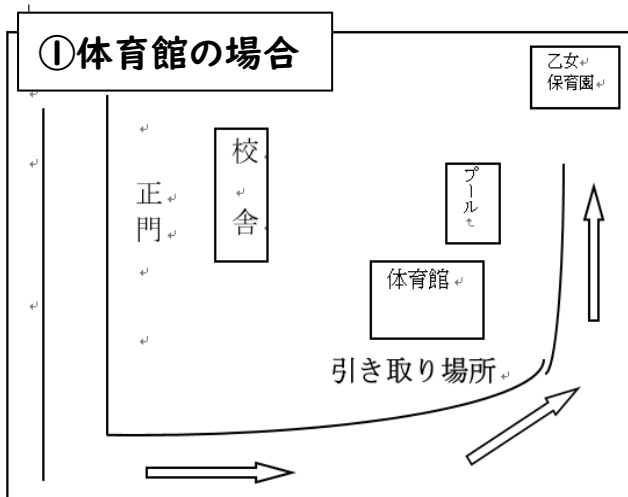 ①体育館の場合
乙女
保育園
校舎
正門
プール
体育館
引き取り場所